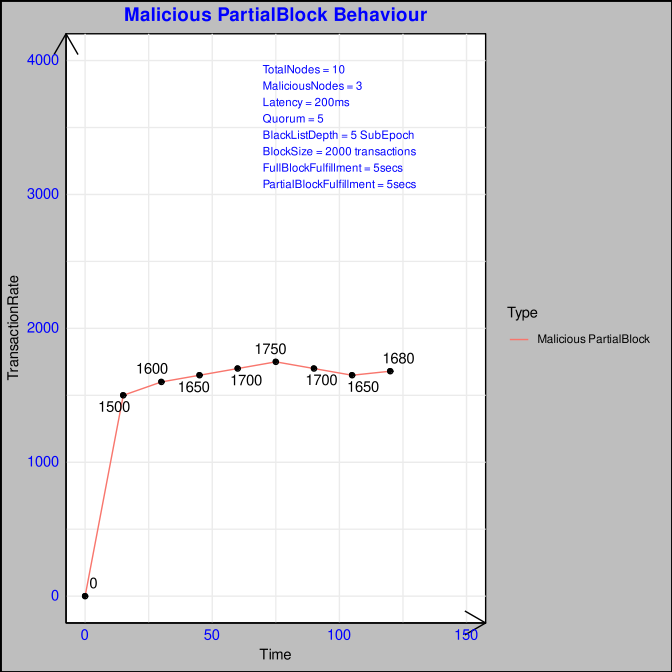 Malicious PartialBlock Behaviour
4000
TotalNodes = 10
MaliciousNodes = 3
Latency = 200ms
Quorum = 5
BlackListDepth = 5 SubEpoch
BlockSize = 2000 transactions
FullBlockFulfillment = 5secs
PartialBlockFulfillment = 5secs
3000
TransactionRate
2000
1000
0
0
1500
1600
1650
1700
1750
1700
1650
1680
0 50 100 150
Time
Type
Malicious PartialBlock